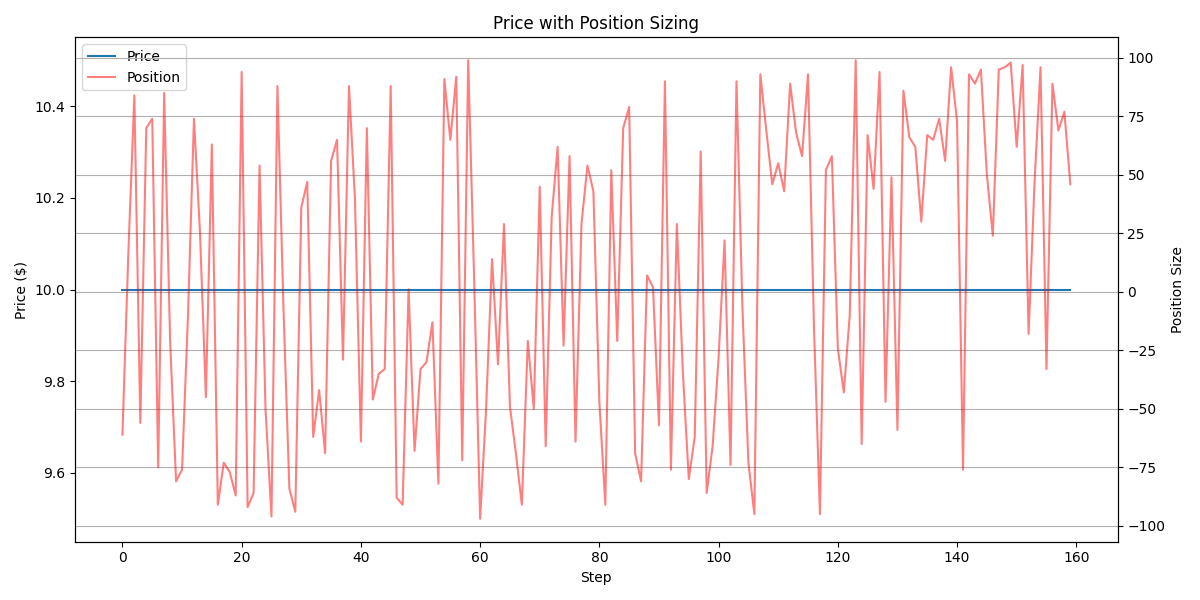 Price with Position Sizing
Price
Position
10.4
10.2
10.0
9.8
9.6
Price ($)
100
75
50
25
0
−25
−50
−75
−100
Position Size
0 20 40 60 80 100 120 140 160
Step